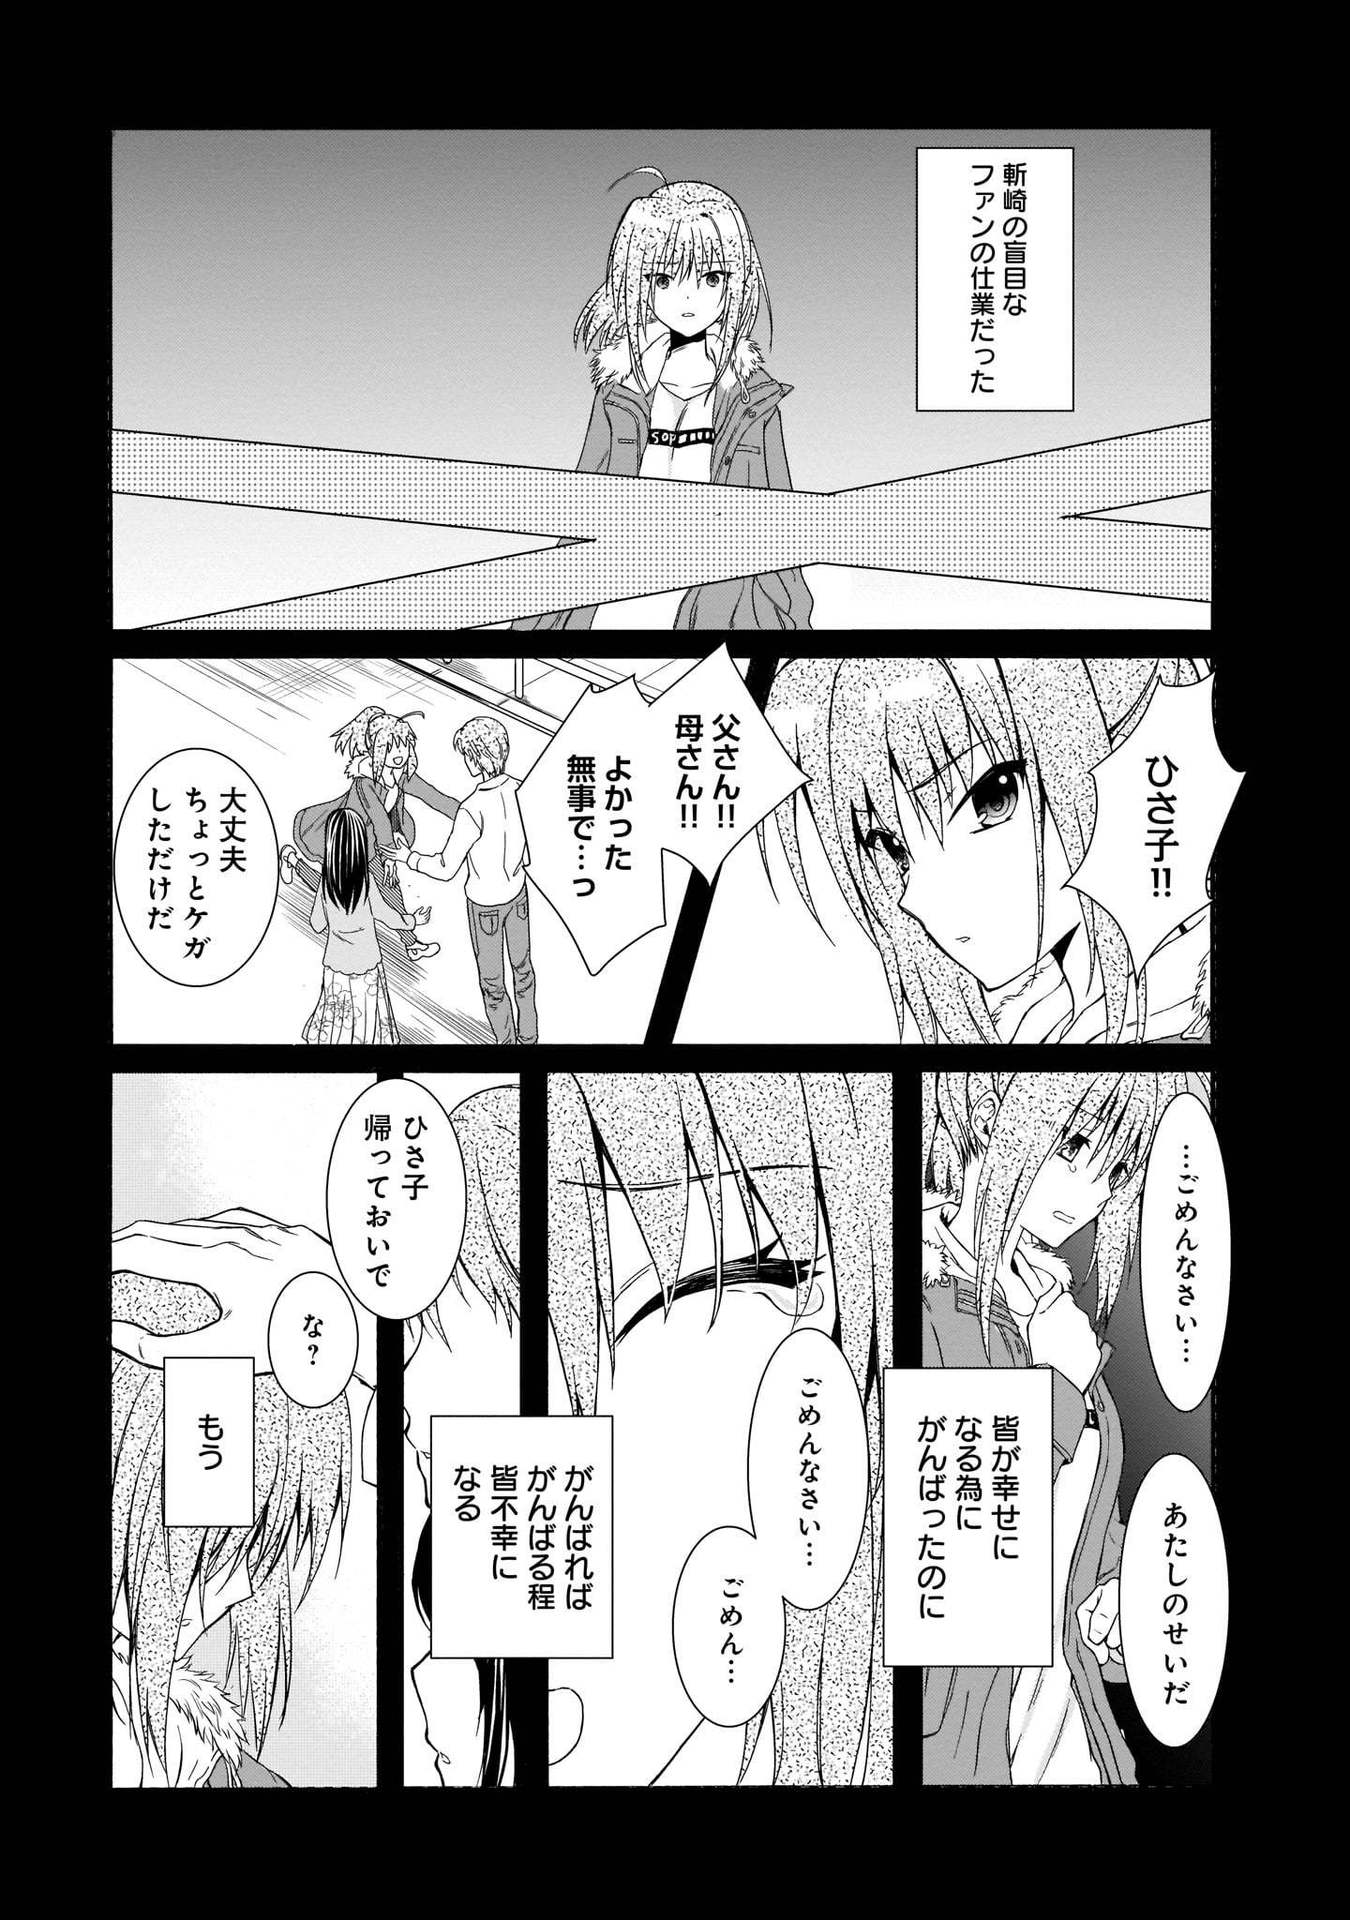 斬崎の盲目な
ファンの仕業だった
SOP
ひさ子!!
父さん!!
母さん!!
よかった
無事で…っ
大丈夫
ちょっとケガ
しただけだ
…ごめんなさい…
あたしのせいだ
皆が幸せに
なる為に
がんばったのに
ごめんなさい…
ごめん…
がんばれば
がんばる程
皆不幸に
なる
ひさ子
帰っておいで
な?
もう